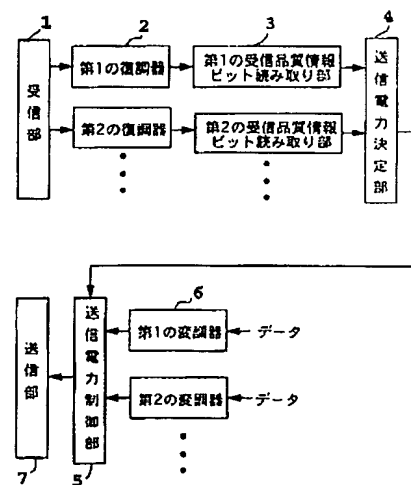 1
2
3
4
受信部
第1の復調器
第1の受信品質情報
ビット読み取り部
送信電力決定部
第2の復調器
第2の受信品質情報
ビット読み取り部
6
送信部
送信電力制御部
第1の変調器
データ
第2の変調器
データ
7
5